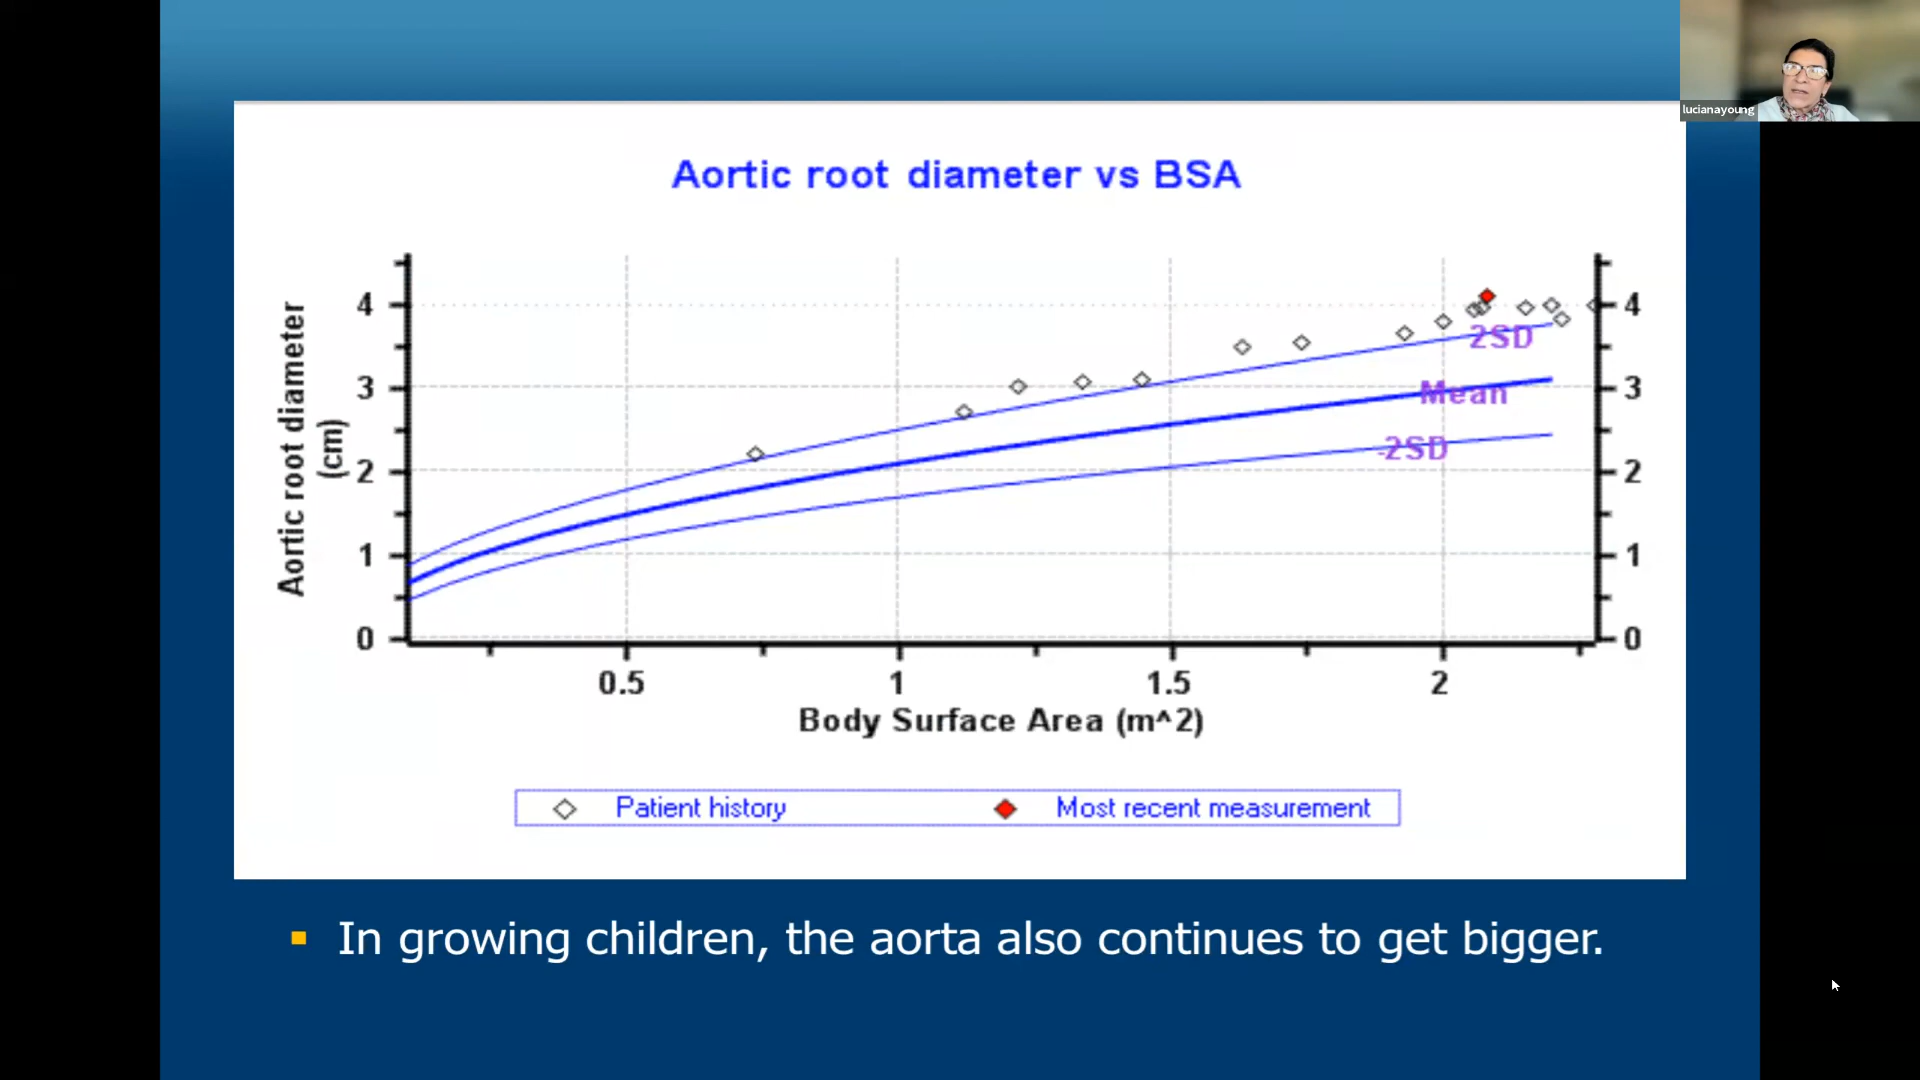 lucianayoung
Aortic root diameter vs BSA
Aortic root diameter
(cm)
4
3
2
1
0
4
3
2
1
0
2SD
Mean
-2SD
0.5
1
1.5
2
Body Surface Area (m^2)
Patient history
Most recent measurement
In growing children, the aorta also continues to get bigger.